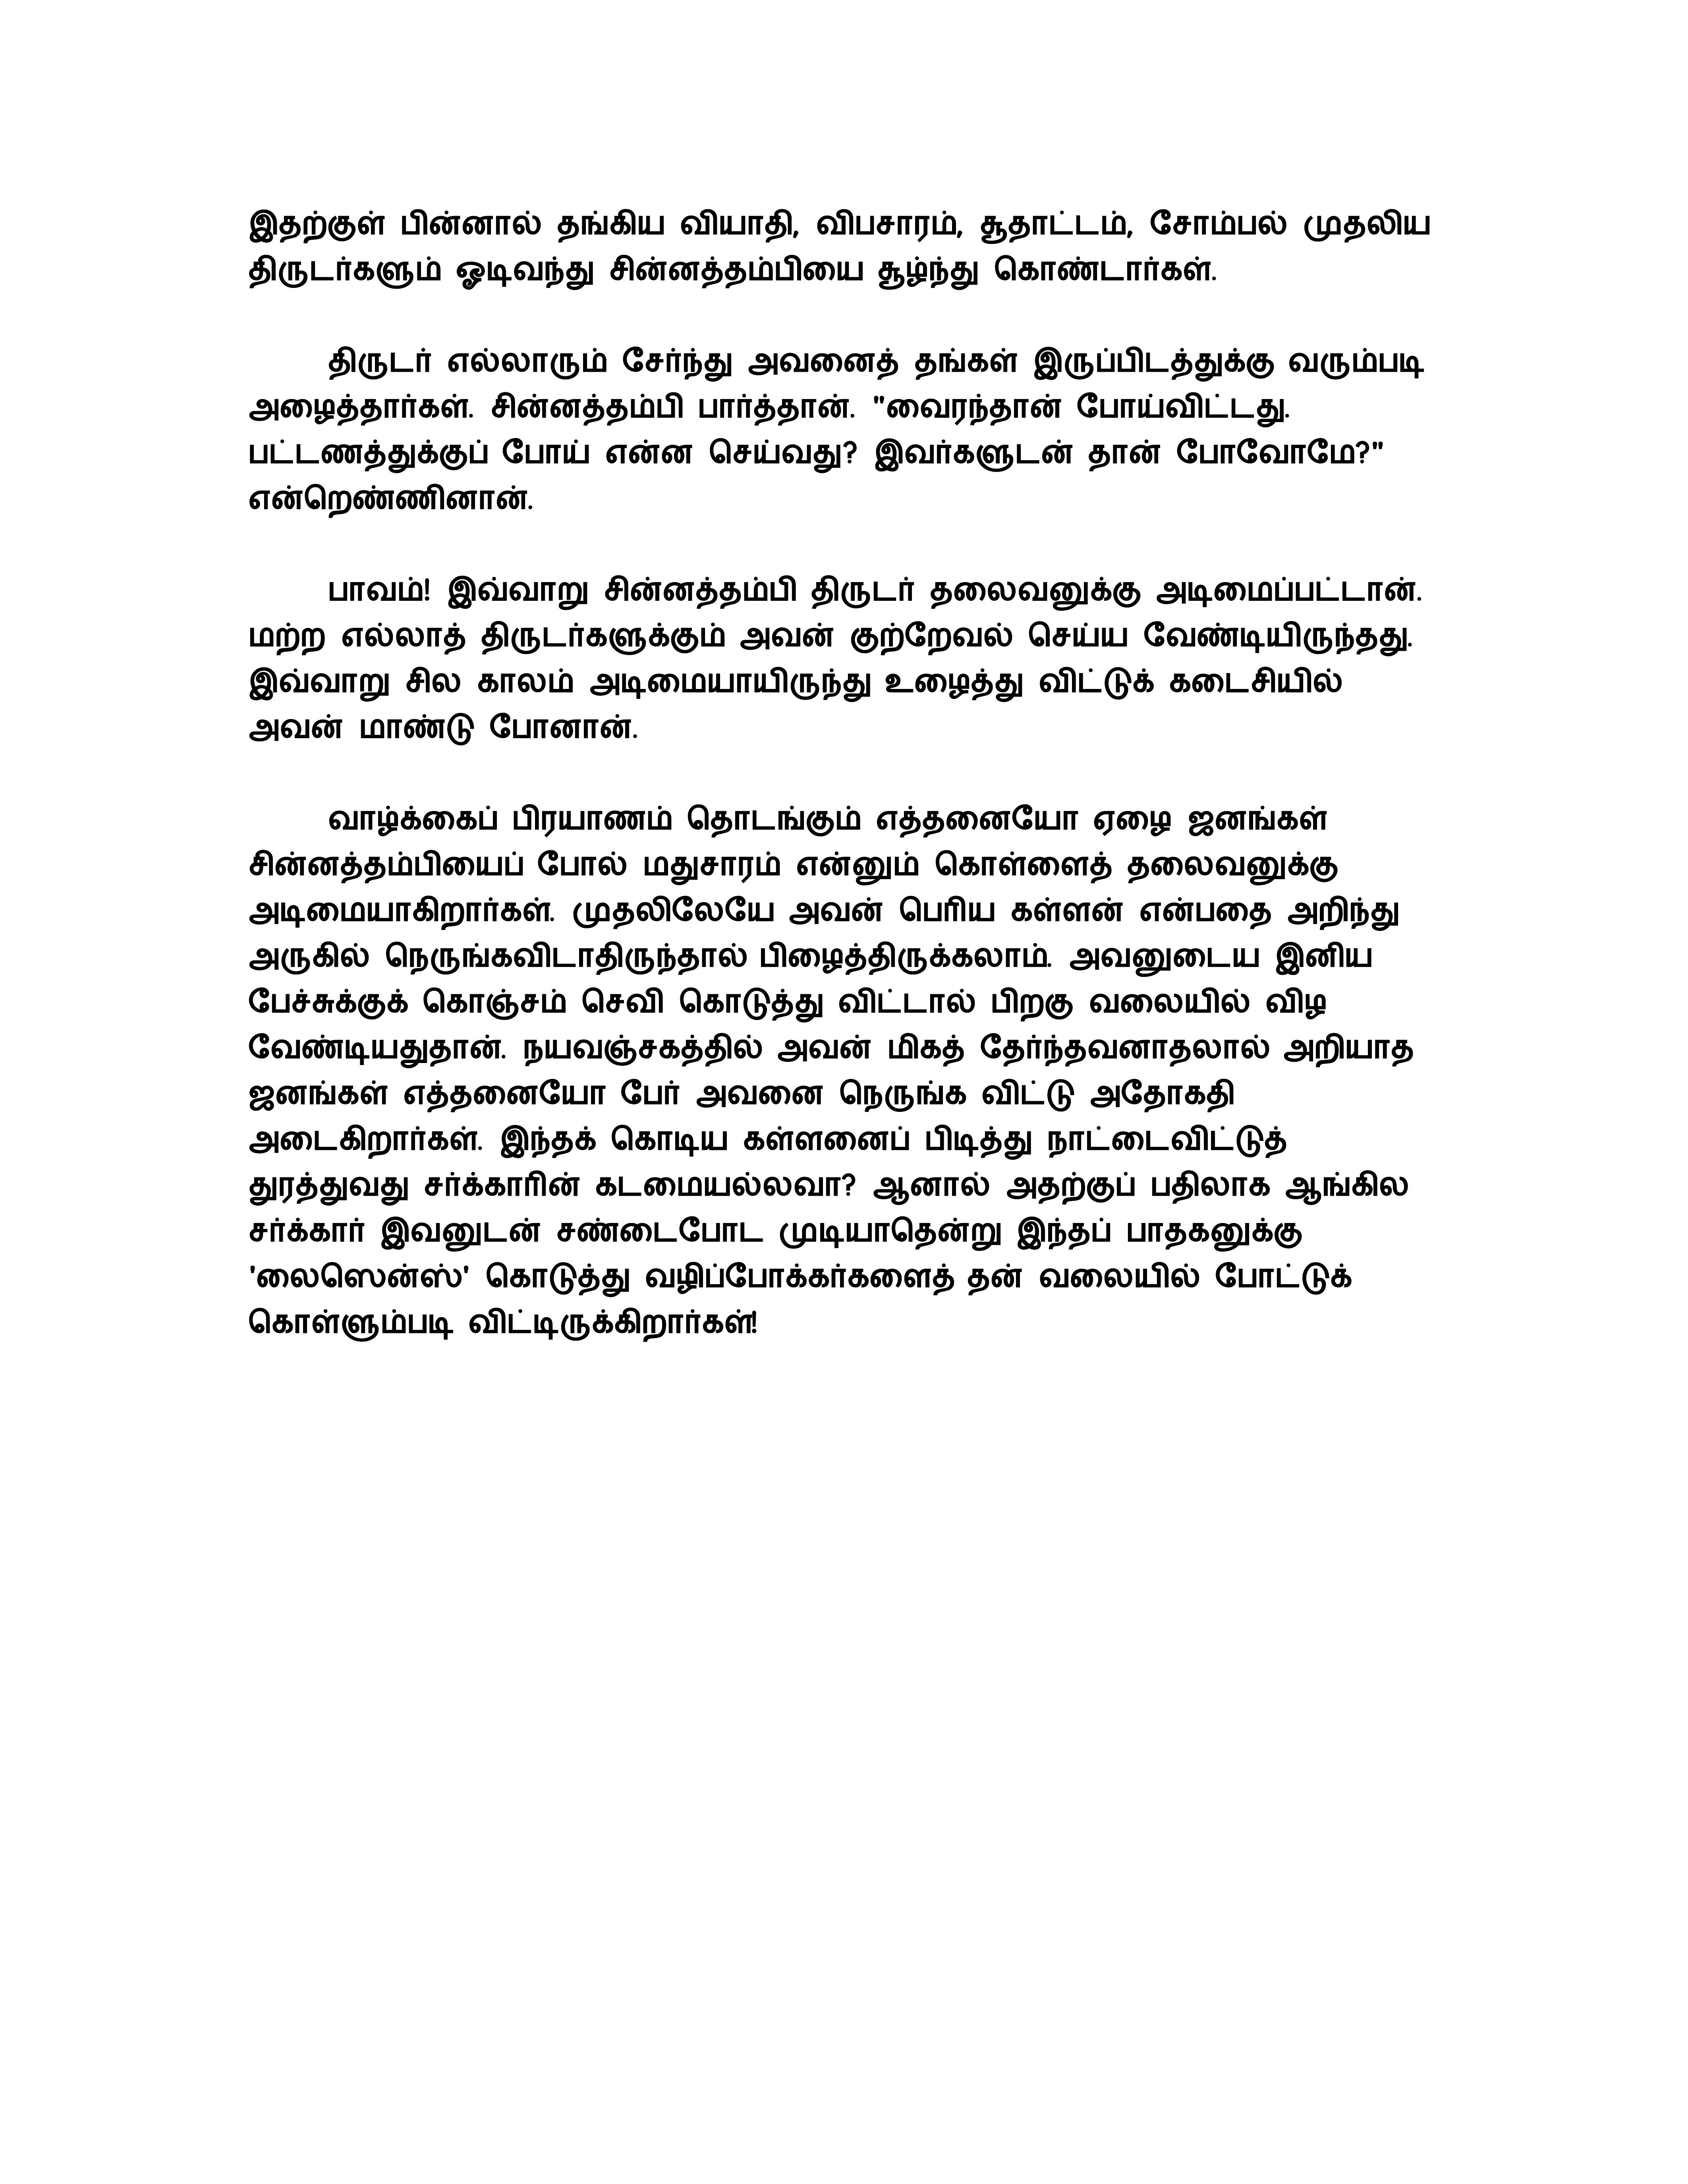 இதற்குள் பின்னால் தங்கிய வியாதி, விபசாரம், சூதாட்டம், சோம்பல் முதலிய
திருடர்களும் ஓடிவந்து சின்னத்தம்பியை சூழ்ந்து கொண்டார்கள்.
திருடர் எல்லாரும் சேர்ந்து அவனைத் தங்கள் இருப்பிடத்துக்கு வரும்படி
அழைத்தார்கள். சின்னத்தம்பி பார்த்தான். "வைரந்தான் போய்விட்டது.
பட்டணத்துக்குப் போய் என்ன செய்வது? இவர்களுடன் தான் போவோமே?"
என்றெண்ணினான்.
பாவம்! இவ்வாறு சின்னத்தம்பி திருடர் தலைவனுக்கு அடிமைப்பட்டான்.
மற்ற எல்லாத் திருடர்களுக்கும் அவன் குற்றேவல் செய்ய வேண்டியிருந்தது.
இவ்வாறு சில காலம் அடிமையாயிருந்து உழைத்து விட்டுக் கடைசியில்
அவன் மாண்டு போனான்.
வாழ்க்கைப் பிரயாணம் தொடங்கும் எத்தனையோ ஏழை ஜனங்கள்
சின்னத்தம்பியைப் போல் மதுசாரம் என்னும் கொள்ளைத் தலைவனுக்கு
அடிமையாகிறார்கள். முதலிலேயே அவன் பெரிய கள்ளன் என்பதை அறிந்து
அருகில் நெருங்கவிடாதிருந்தால் பிழைத்திருக்கலாம். அவனுடைய இனிய
பேச்சுக்குக் கொஞ்சம் செவி கொடுத்து விட்டால் பிறகு வலையில் விழ
வேண்டியதுதான். நயவஞ்சகத்தில் அவன் மிகத் தேர்ந்தவனாதலால் அறியாத
ஜனங்கள் எத்தனையோ பேர் அவனை நெருங்க விட்டு அதோகதி
அடைகிறார்கள். இந்தக் கொடிய கள்ளனைப் பிடித்து நாட்டைவிட்டுத்
துரத்துவது சர்க்காரின் கடமையல்லவா? ஆனால் அதற்குப் பதிலாக ஆங்கில
சர்க்கார் இவனுடன் சண்டைபோட முடியாதென்று இந்தப் பாதகனுக்கு
'லைஸென்ஸ்' கொடுத்து வழிப்போக்கர்களைத் தன் வலையில் போட்டுக்
கொள்ளும்படி விட்டிருக்கிறார்கள்!